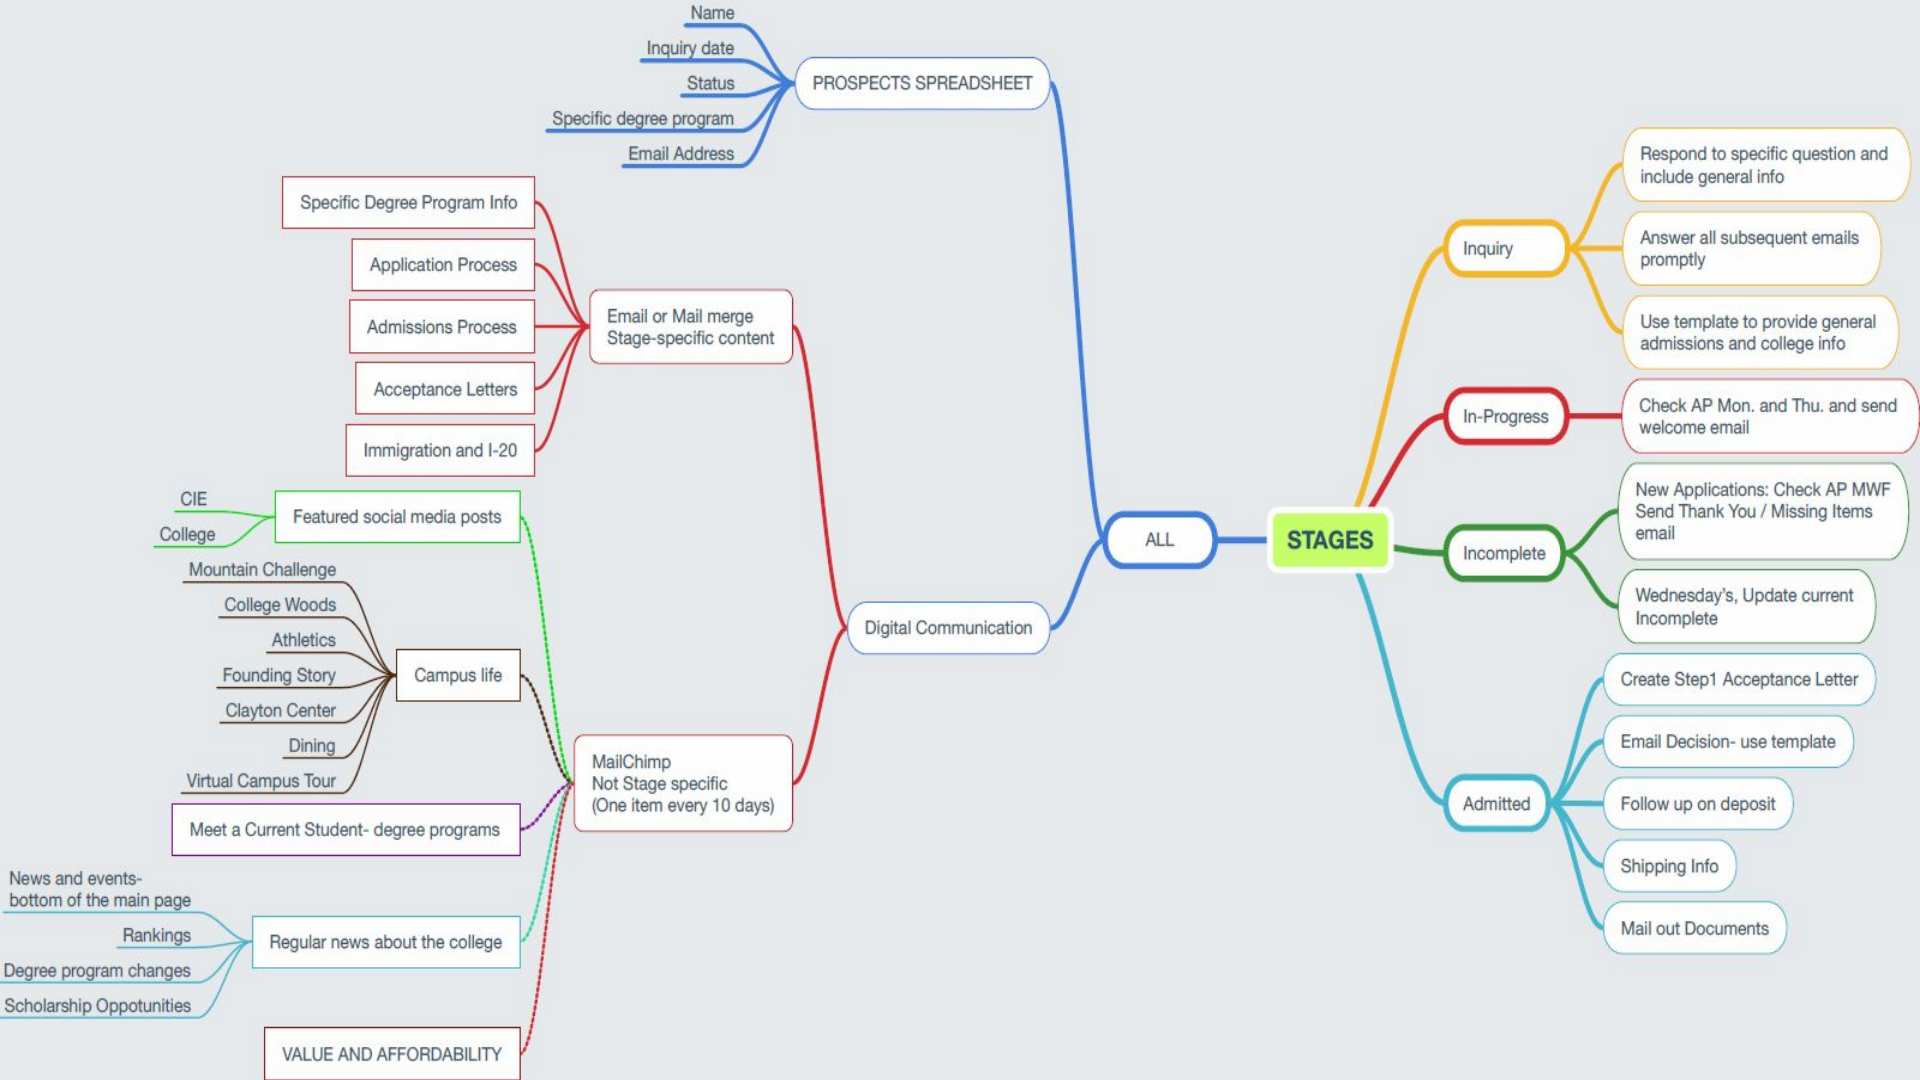 Name
Inquiry date
Status
Specific degree program
Email Address
PROSPECTS SPREADSHEET
Specific Degree Program Info
Application Process
Admissions Process
Acceptance Letters
Immigration and I-20
Email or Mail merge
Stage-specific content
CIE
College
Featured social media posts
Mountain Challenge
College Woods
Athletics
Founding Story
Clayton Center
Dining
Virtual Campus Tour
Campus life
Meet a Current Student- degree programs
News and events-
bottom of the main page
Rankings
Degree program changes
Scholarship Oppotunities
Regular news about the college
VALUE AND AFFORDABILITY
MailChimp
Not Stage specific
(One item every 10 days)
Digital Communication
ALL
STAGES
Inquiry
Respond to specific question and
include general info
Answer all subsequent emails
promptly
Use template to provide general
admissions and college info
In-Progress
Check AP Mon. and Thu. and send
welcome email
Incomplete
New Applications: Check AP MWF
Send Thank You / Missing Items
email
Wednesday's, Update current
Incomplete
Admitted
Create Step1 Acceptance Letter
Email Decision- use template
Follow up on deposit
Shipping Info
Mail out Documents